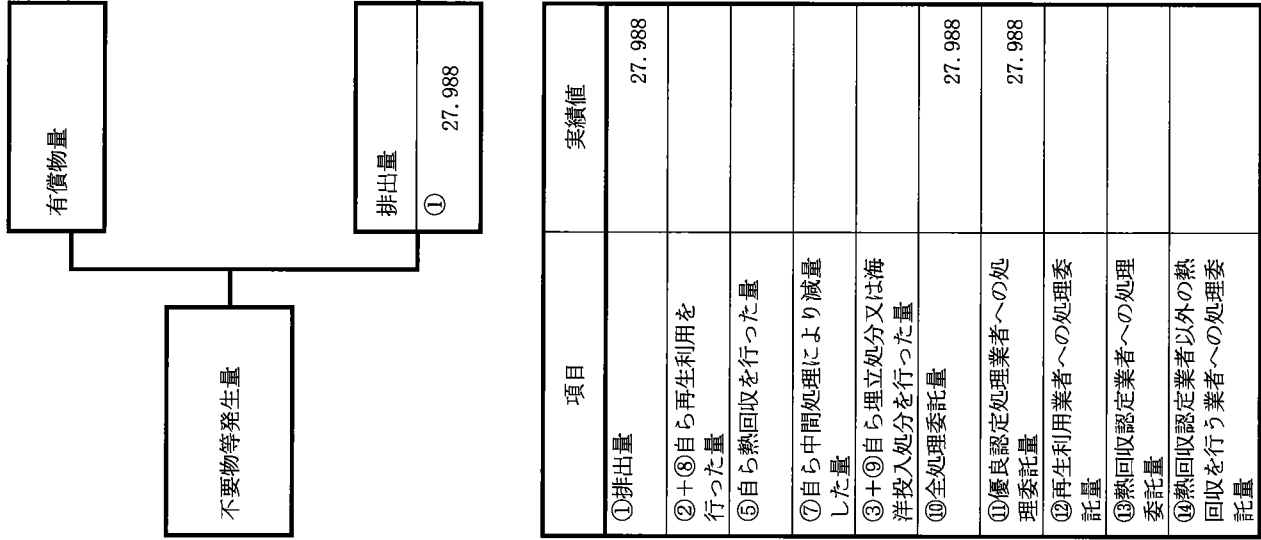 不要物等発生量
有償物量
排出量
①
27.988
項目
実績値
①排出量
27.988
②+⑧自ら再生利用を
行った量
⑤自ら熱回収を行った量
⑦自ら中間処理により減量
した量
③+⑨自ら埋立処分又は海
洋投入処分を行った量
⑩全処理委託量
27.988
⑪優良認定処理業者への処
理委託量
27.988
⑫再生利用業者への処理委
託量
⑬熱回収認定業者への処理
委託量
⑭熱回収認定業者以外の熱
回収を行う業者への処理委
託量